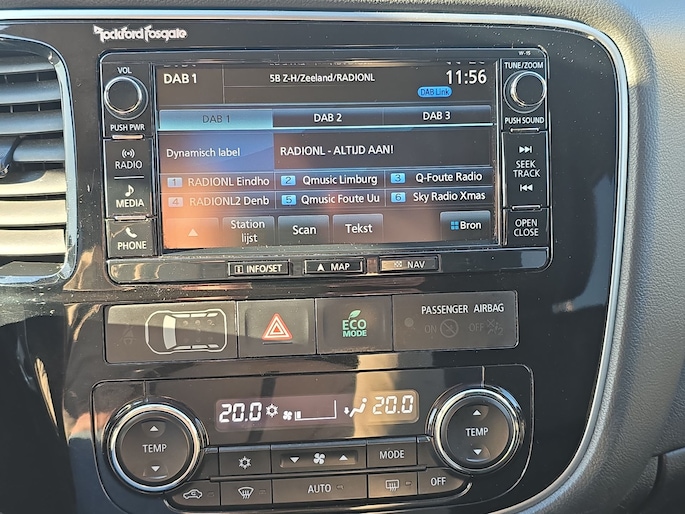 Rockford Fosgate
W-15
VOL
PUSH PWR
RADIO
MEDIA
PHONE
DAB 1
5B Z-H/Zeeland/RADIONL
11:56
DAB Link
DAB 1 DAB 2 DAB 3
Dynamisch label
RADIONL - ALTIJD AAN!
1 RADIONL Eindho 2 Qmusic Limburg 3 Q-Foute Radio
4 RADIONL2 Denb 5 Qmusic Foute Uu 6 Sky Radio Xmas
Station lijst
Scan
Tekst
Bron
TUNE/ZOOM
PUSH SOUND
SEEK
TRACK
OPEN
CLOSE
INFO/SET
MAP
NAV
ECO
MODE
PASSENGER AIRBAG
ON OFF
20.0 20.0
TEMP
MODE
AUTO
OFF
TEMP